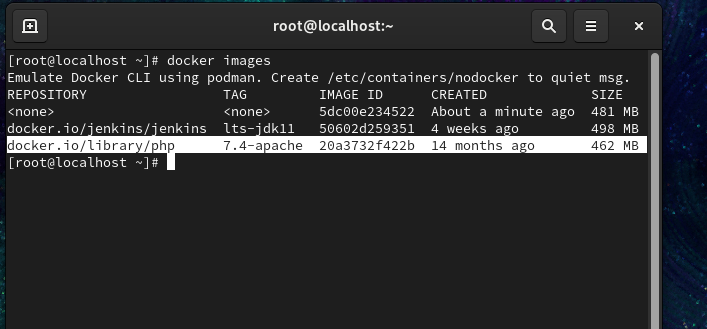 root@localhost:~
[root@localhost ~]# docker images
Emulate Docker CLI using podman. Create /etc/containers/nodocker to quiet msg.
REPOSITORY TAG IMAGE ID CREATED SIZE
<none> <none> 5dc00e234522 About a minute ago 481 MB
docker.io/jenkins/jenkins lts-jdk11 50602d259351 4 weeks ago 498 MB
docker.io/library/php 7.4-apache 20a3732f422b 14 months ago 462 MB
[root@localhost ~]#